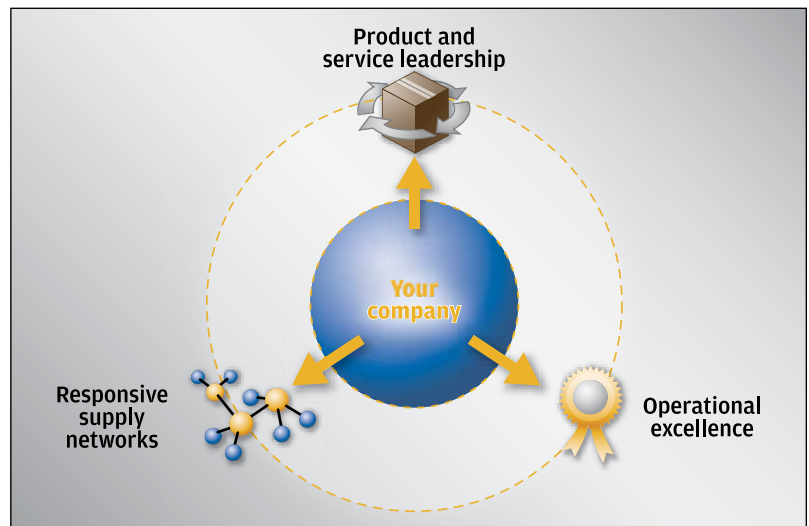 Product and
service leadership
Your
company
Responsive
supply
networks
Operational
excellence